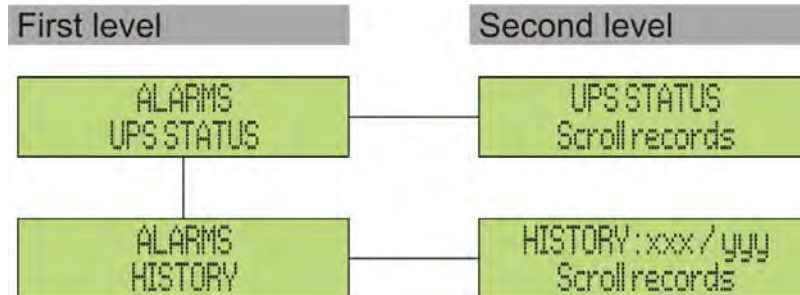 First level
Second level
ALARMS
UPS STATUS
UPS STATUS
Scroll records
ALARMS
HISTORY
HISTORY : xxx / yyy
Scroll records